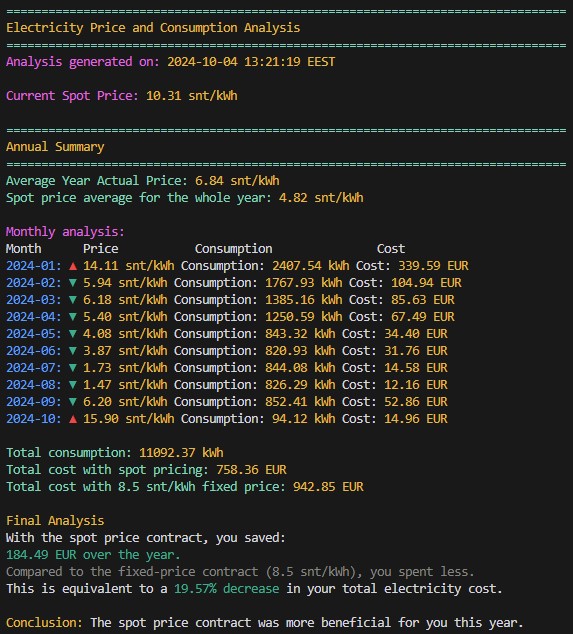 ================================================================================
Electricity Price and Consumption Analysis
================================================================================
Analysis generated on: 2024-10-04 13:21:19 EEST
Current Spot Price: 10.31 snt/kWh
================================================================================
Annual Summary
================================================================================
Average Year Actual Price: 6.84 snt/kWh
Spot price average for the whole year: 4.82 snt/kWh
Monthly analysis:
Month Price Consumption Cost
2024-01: ▲ 14.11 snt/kWh Consumption: 2407.54 kWh Cost: 339.59 EUR
2024-02: ▼ 5.94 snt/kWh Consumption: 1767.93 kWh Cost: 104.94 EUR
2024-03: ▼ 6.18 snt/kWh Consumption: 1385.16 kWh Cost: 85.63 EUR
2024-04: ▼ 5.40 snt/kWh Consumption: 1250.59 kWh Cost: 67.49 EUR
2024-05: ▼ 4.08 snt/kWh Consumption: 843.32 kWh Cost: 34.40 EUR
2024-06: ▼ 3.87 snt/kWh Consumption: 820.93 kWh Cost: 31.76 EUR
2024-07: ▼ 1.73 snt/kWh Consumption: 844.08 kWh Cost: 14.58 EUR
2024-08: ▼ 1.47 snt/kWh Consumption: 826.29 kWh Cost: 12.16 EUR
2024-09: ▼ 6.20 snt/kWh Consumption: 852.41 kWh Cost: 52.86 EUR
2024-10: ▲ 15.90 snt/kWh Consumption: 94.12 kWh Cost: 14.96 EUR
Total consumption: 11092.37 kWh
Total cost with spot pricing: 758.36 EUR
Total cost with 8.5 snt/kWh fixed price: 942.85 EUR
Final Analysis
With the spot price contract, you saved:
184.49 EUR over the year.
Compared to the fixed-price contract (8.5 snt/kWh), you spent less.
This is equivalent to a 19.57% decrease in your total electricity cost.
Conclusion: The spot price contract was more beneficial for you this year.